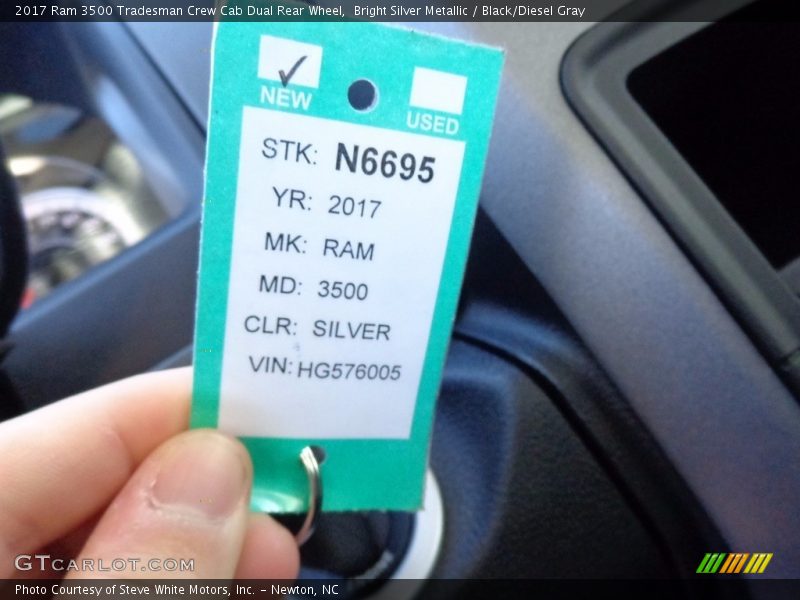 2017 Ram 3500 Tradesman Crew Cab Dual Rear Wheel,  Bright Silver Metallic / Black/Diesel Gray
NEW
USED
STK: N6695
YR: 2017
MK: RAM
MD: 3500
CLR: SILVER
VIN: HG576005
GTCARLOT.COM
Photo Courtesy of Steve White Motors, Inc. – Newton, NC